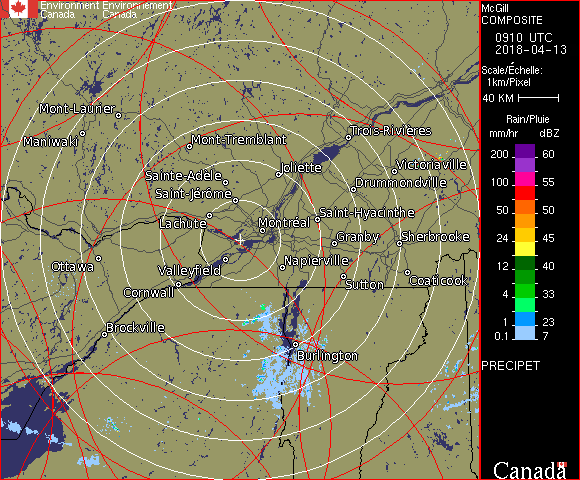 Environment Environnement
Canada Canada
McGill
COMPOSITE
0910 UTC
2018-04-13
Scale/Échelle:
1km/Pixel
40 KM
Rain/Pluie
mm/hr dBZ
200 60
100 55
50 50
24 45
12 40
4 33
1 23
0.1 7
PRECIPET
Canada
Mont-Laurier
Maniwaki
Mont-Tremblant
Trois-Rivières
Joliette
Victoriaville
Sainte-Adèle
Drummondville
Saint-Jérôme
Lachute
Montréal
Saint-Hyacinthe
Granby
Sherbrooke
Ottawa
Valleyfield
Napierville
Cornwall
Sutton
Coaticook
Brockville
Burlington